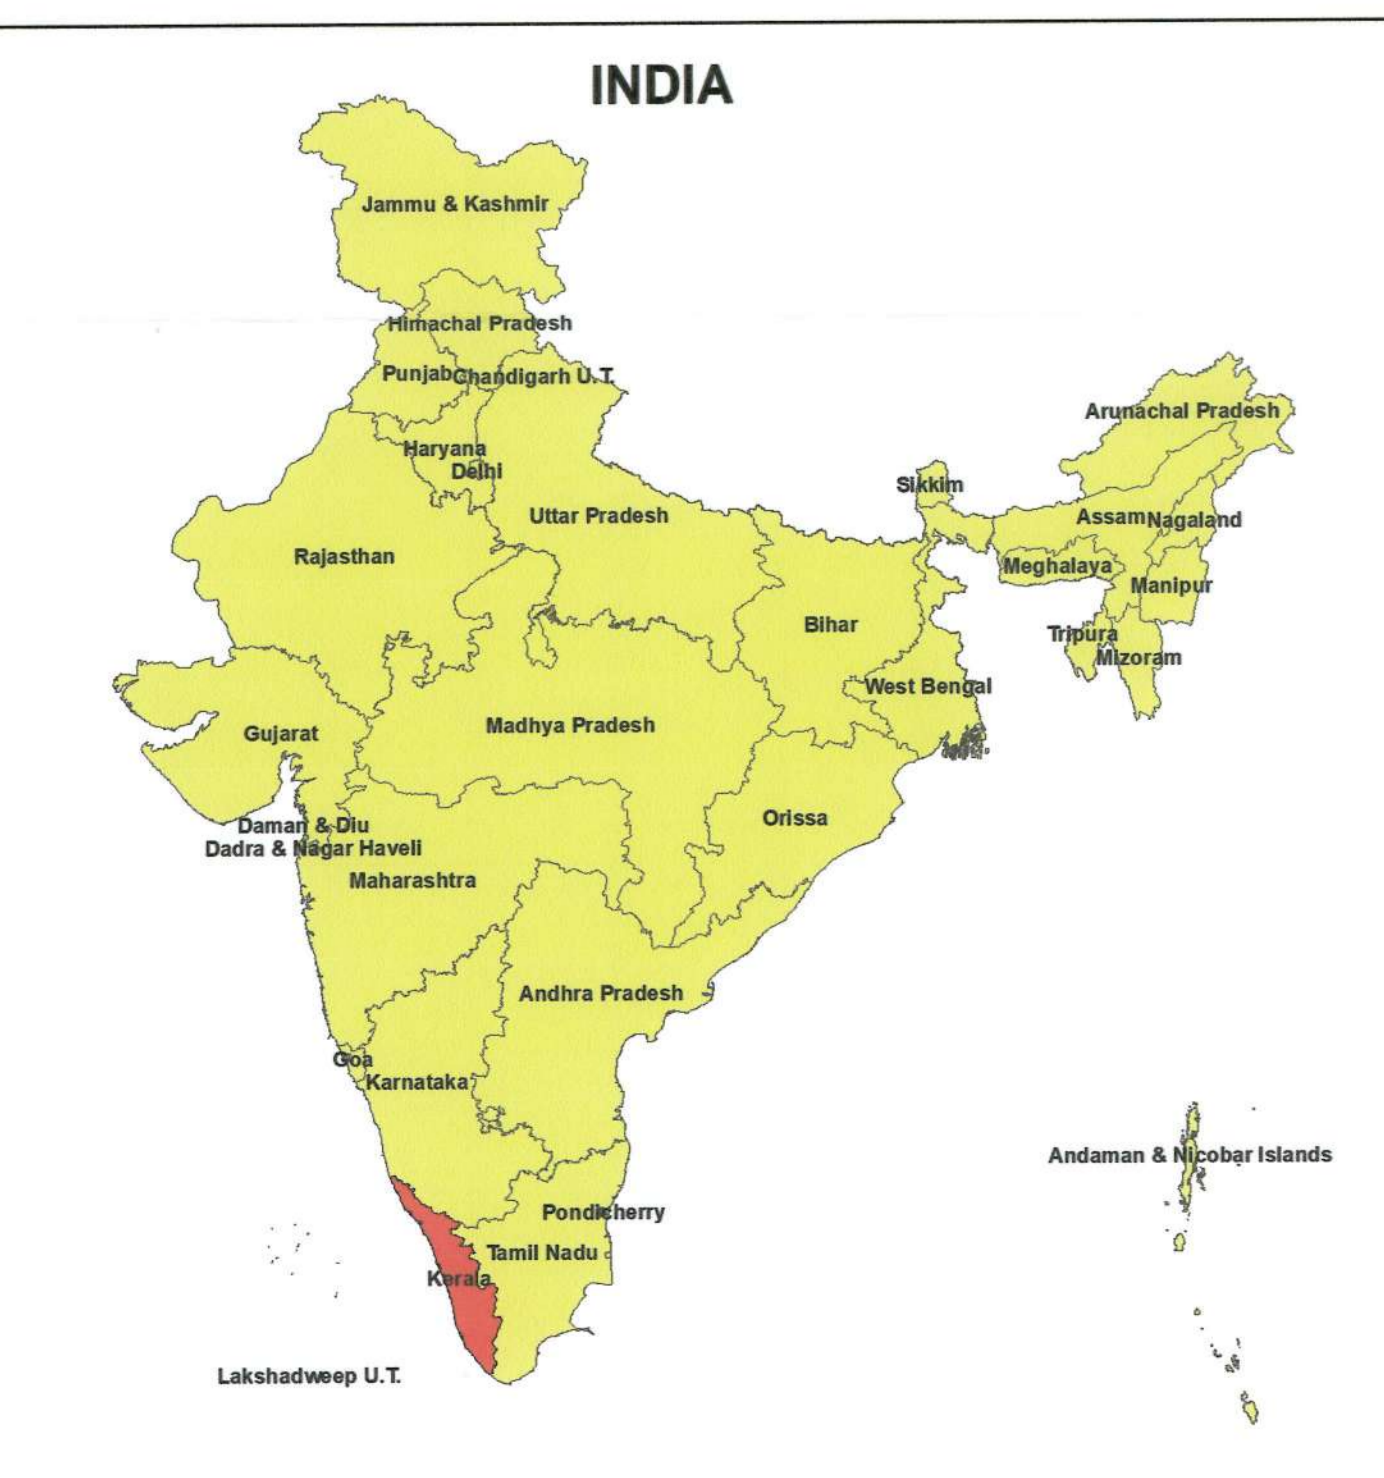 INDIA
Jammu & Kashmir
Himachal Pradesh
Punjab
Chandigarh U.T.
Arunachal Pradesh
Haryana
Delhi
Sikkim
Uttar Pradesh
Assam
Nagaland
Rajasthan
Meghalaya
Manipur
Bihar
Tripura
Mizoram
West Bengal
Madhya Pradesh
Gujarat
Orissa
Daman & Diu
Dadra & Nagar Haveli
Maharashtra
Andhra Pradesh
Goa
Karnataka
Andaman & Nicobar Islands
Pondicherry
Tamil Nadu
Kerala
Lakshadweep U.T.